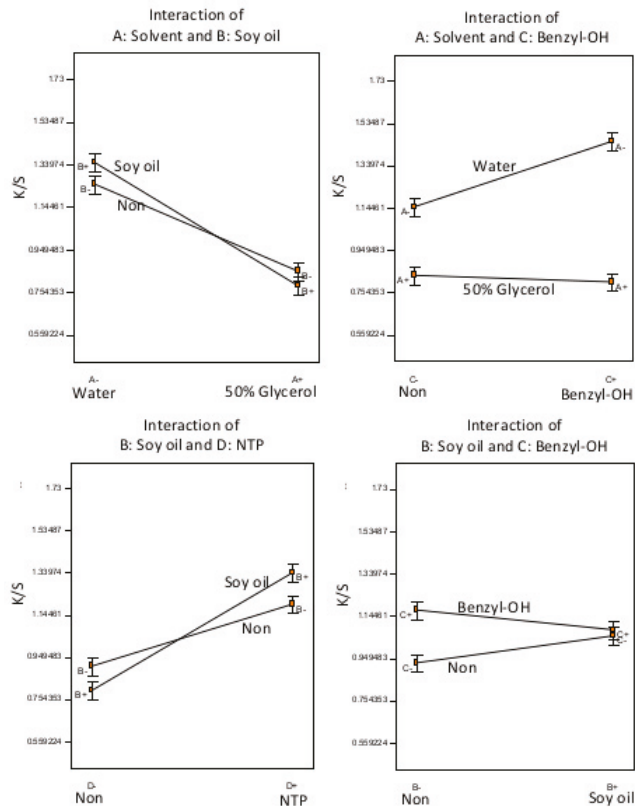 Interaction of
A: Solvent and B: Soy oil
1.73
1.53487
1.33974
1.14461
0.949483
0.754353
0.559224
K/S
B+
Soy oil
B-
Non
B-
B+
A-
A+
Water
50% Glycerol
Interaction of
A: Solvent and C: Benzyl-OH
1.73
1.53487
1.33974
1.14461
0.949483
0.754353
0.559224
K/S
A-
Water
A-
A+
50% Glycerol
A+
C-
C+
Non
Benzyl-OH
Interaction of
B: Soy oil and D: NTP
1.73
1.53487
1.33974
1.14461
0.949483
0.754353
0.559224
K/S
Soy oil
B+
B-
Non
B-
B+
D-
D+
Non
NTP
Interaction of
B: Soy oil and C: Benzyl-OH
1.73
1.53487
1.33974
1.14461
0.949483
0.754353
0.559224
K/S
C+
Benzyl-OH
C+
C-
C-
Non
B-
B+
Non
Soy oil